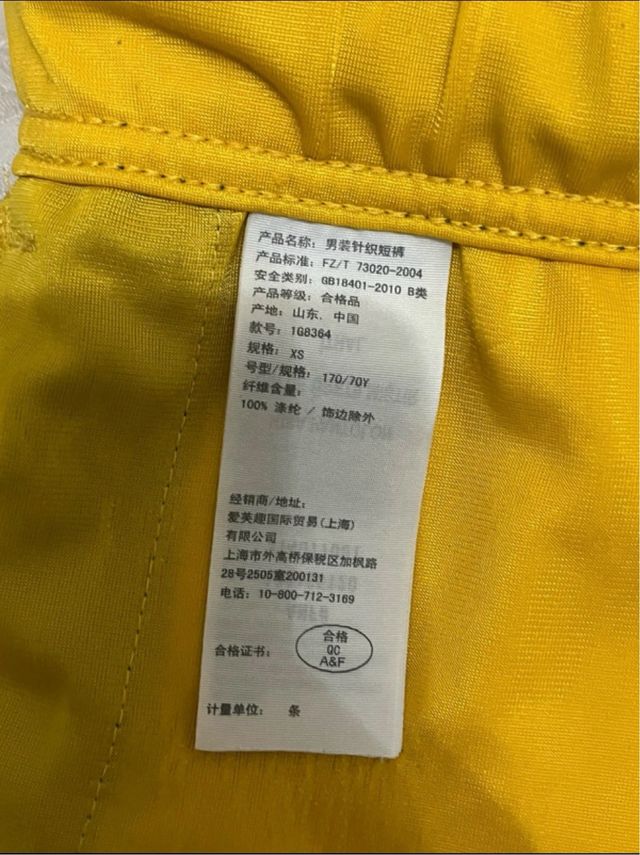 产品名称: 男装针织短裤
产品标准: FZ/T 73020-2004
安全类别: GB18401-2010 B类
产品等级: 合格品
产地: 山东. 中国
款号: 1G8364
规格: XS
号型/规格: 170/70Y
纤维含量:
100% 涤纶 / 饰边除外
经销商/地址:
爱芙趣国际贸易(上海)
有限公司
上海市外高桥保税区加枫路
28号2505室200131
电话: 10-800-712-3169
合格证书:
合格
QC
A&F
计量单位: 条